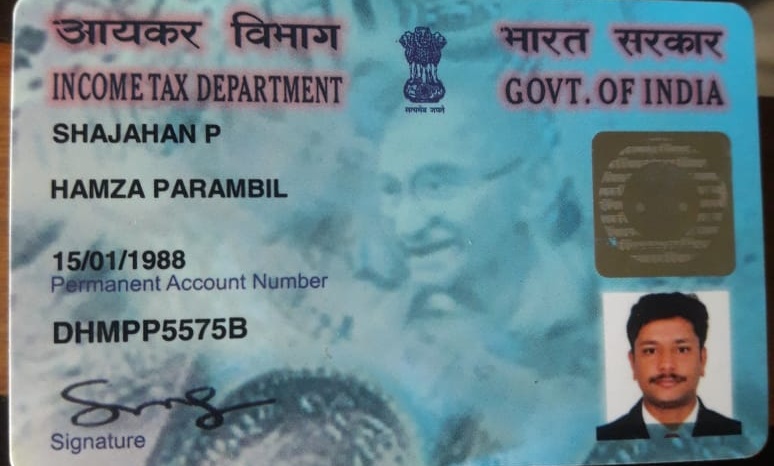 आयकर विभाग
भारत सरकार
INCOME TAX DEPARTMENT
GOVT. OF INDIA
सत्यमेव जयते
SHAJAHAN P
HAMZA PARAMBIL
15/01/1988
Permanent Account Number
DHMPP5575B
Signature